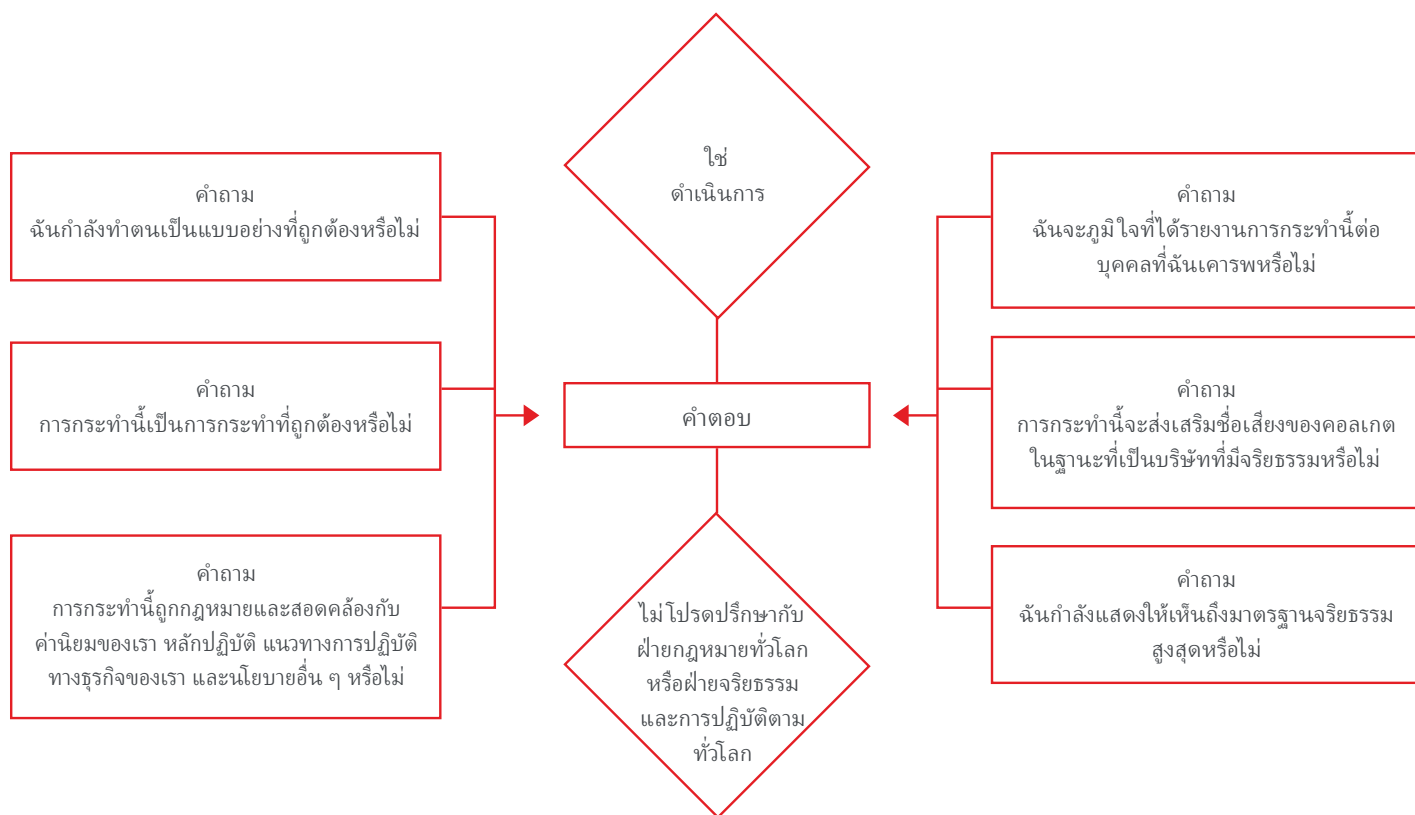 คำถาม
ฉันกำลังทำตนเป็นแบบอย่างที่ถูกต้องหรือไม่
คำถาม
การกระทำนี้เป็นการกระทำที่ถูกต้องหรือไม่
คำถาม
การกระทำนี้ถูกกฎหมายและสอดคล้องกับ
ค่านิยมของเรา หลักปฏิบัติ แนวทางการปฏิบัติ
ทางธุรกิจของเรา และนโยบายอื่น ๆ หรือไม่
ใช่
ดำเนินการ
คำตอบ
ไม่โปรดปรึกษากับ
ฝ่ายกฎหมายทั่วโลก
หรือฝ่ายจริยธรรม
และการปฏิบัติตาม
ทั่วโลก
คำถาม
ฉันจะภูมิใจที่ได้รายงานการกระทำนี้ต่อ
บุคคลที่ฉันเคารพหรือไม่
คำถาม
การกระทำนี้จะส่งเสริมชื่อเสียงของคอลเกต
ในฐานะที่เป็นบริษัทที่มีจริยธรรมหรือไม่
คำถาม
ฉันกำลังแสดงให้เห็นถึงมาตรฐานจริยธรรม
สูงสุดหรือไม่